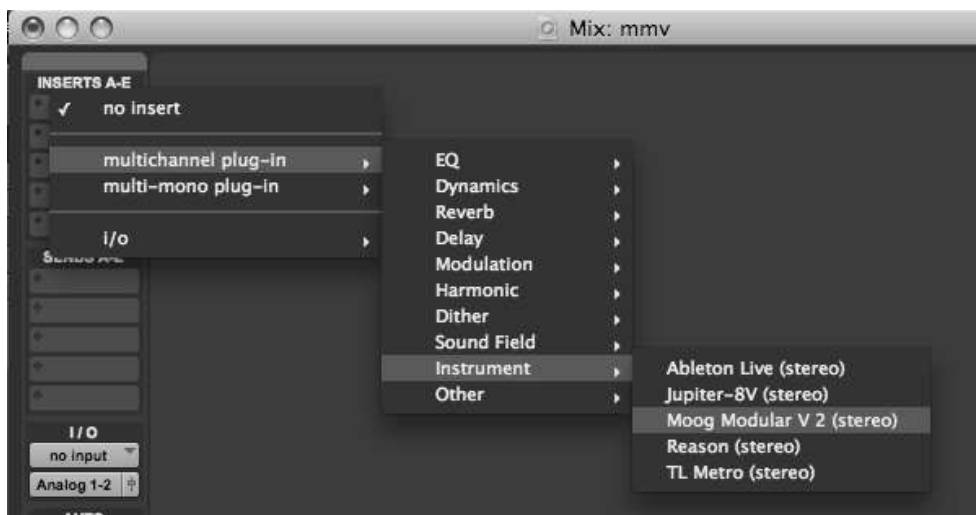 Mix: mmv
INSERTS A-E
no insert
multichannel plug-in
multi-mono plug-in
i/o
EQ
Dynamics
Reverb
Delay
Modulation
Harmonic
Dither
Sound Field
Instrument
Other
Ableton Live (stereo)
Jupiter-8V (stereo)
Moog Modular V 2 (stereo)
Reason (stereo)
TL Metro (stereo)
SENDS A-E
I/O
no input
Analog 1-2
AUTO